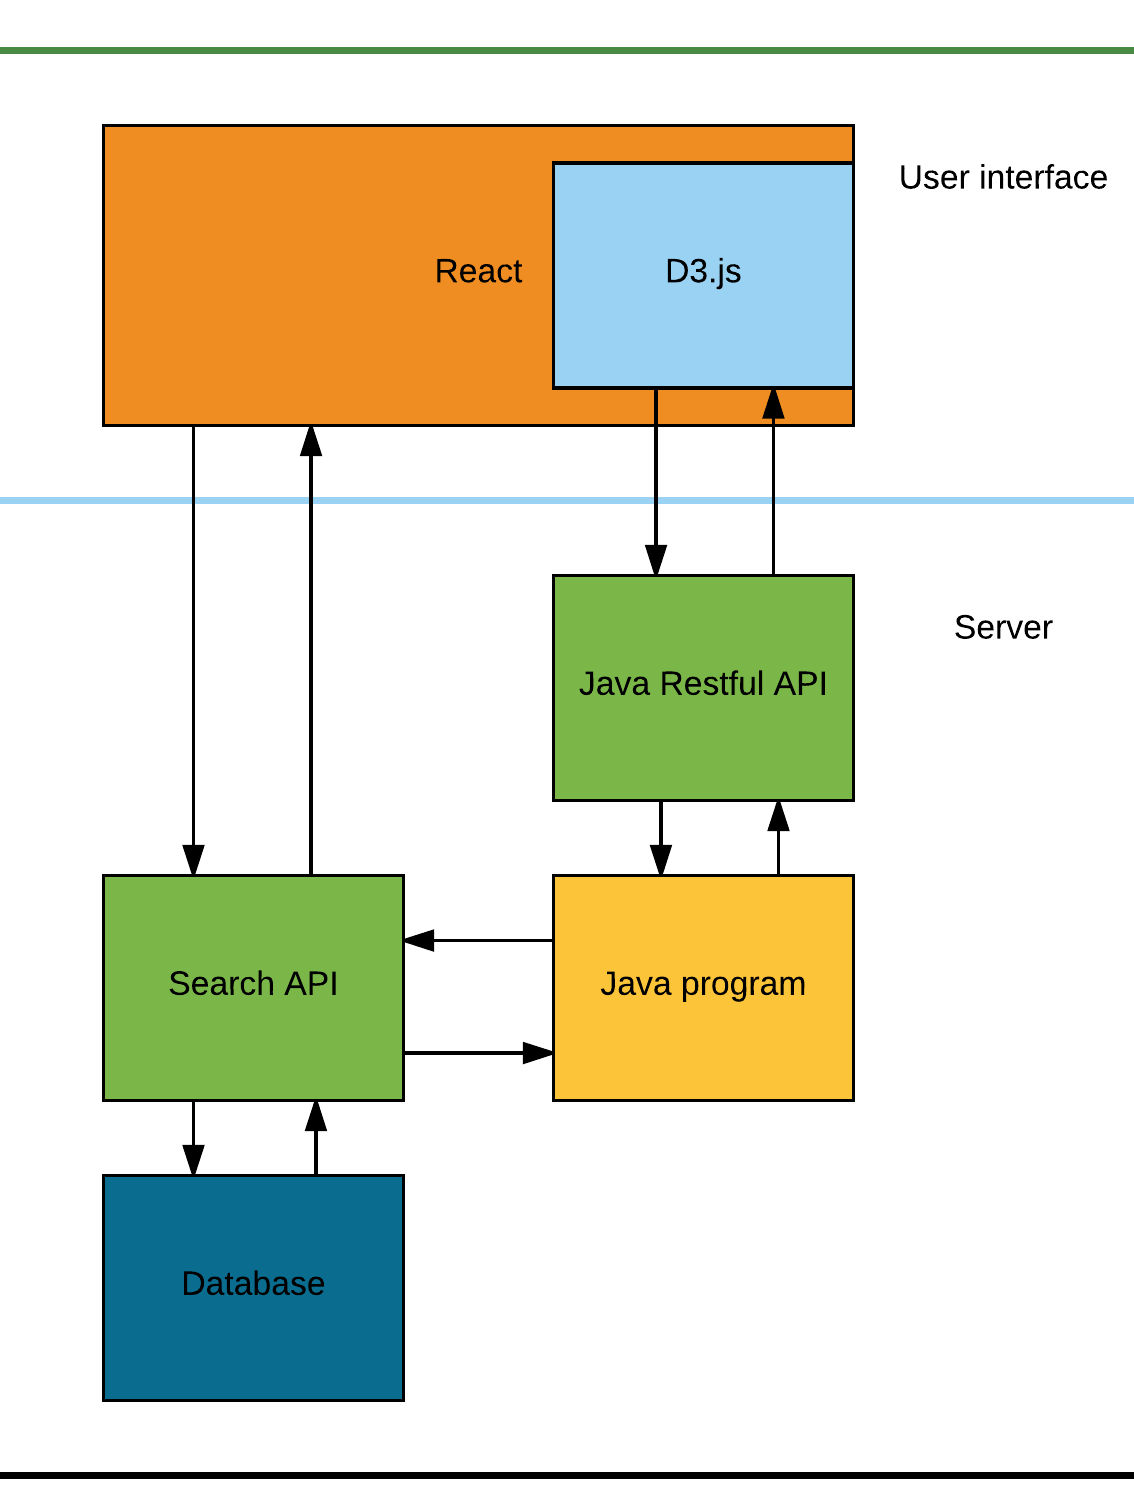 User interface
React
D3.js
Server
Java Restful API
Search API
Java program
Database